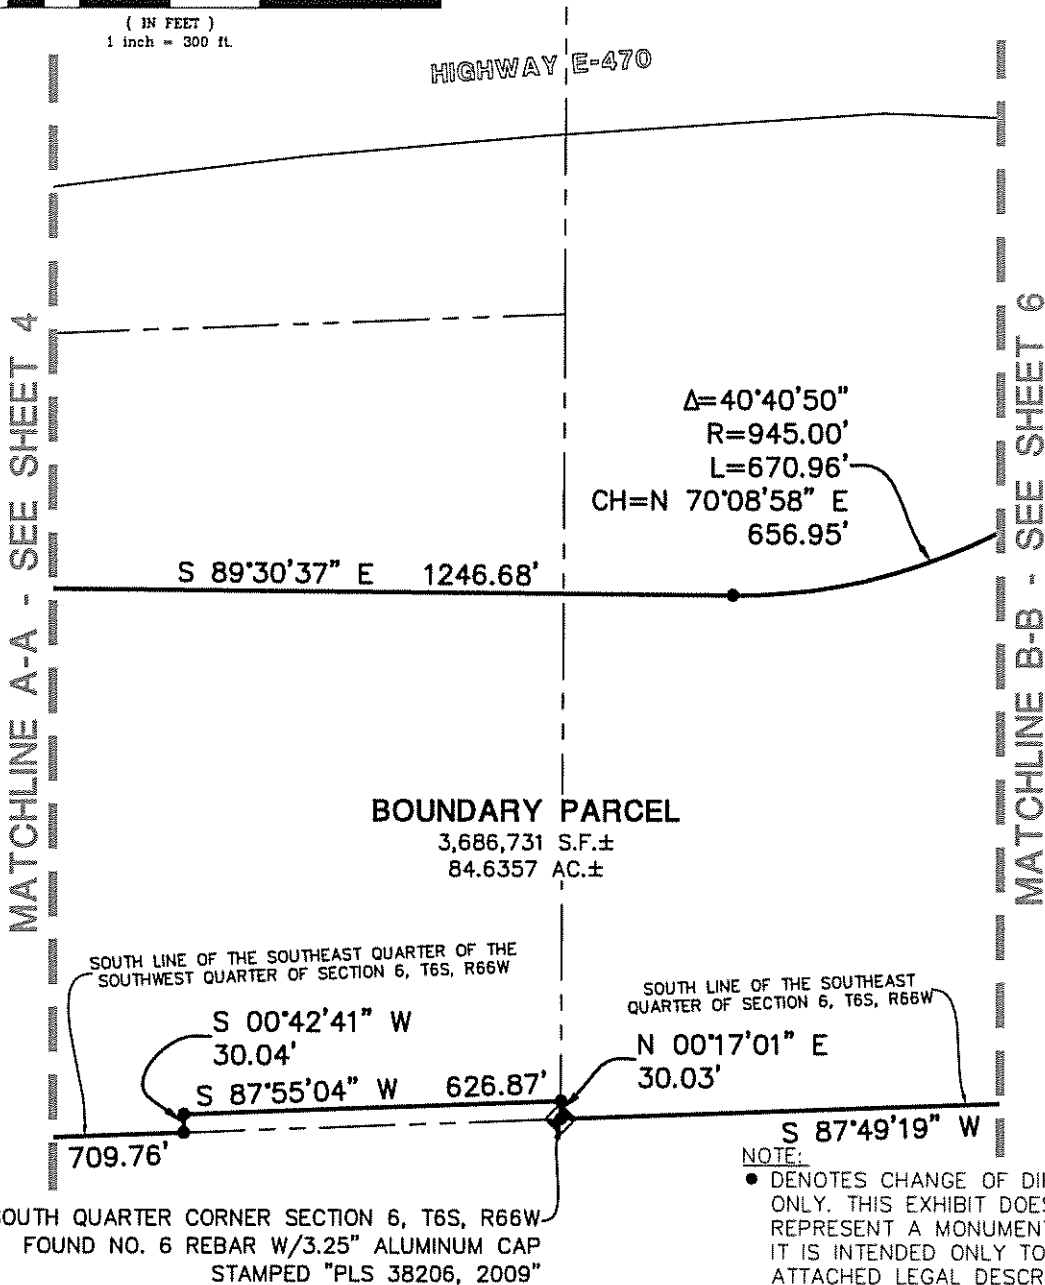 ( IN FEET )
1 inch = 300 ft.
HIGHWAY E-470
MATCHLINE A-A - SEE SHEET 4
MATCHLINE B-B - SEE SHEET 6
Δ=40°40'50"
R=945.00'
L=670.96'
CH=N 70°08'58" E
656.95'
S 89°30'37" E 1246.68'
BOUNDARY PARCEL
3,686,731 S.F.±
84.6357 AC.±
SOUTH LINE OF THE SOUTHEAST QUARTER OF THE
SOUTHWEST QUARTER OF SECTION 6, T6S, R66W
SOUTH LINE OF THE SOUTHEAST
QUARTER OF SECTION 6, T6S, R66W
S 00°42'41" W
30.04'
N 00°17'01" E
30.03'
S 87°55'04" W 626.87'
S 87°49'19" W
709.76'
SOUTH QUARTER CORNER SECTION 6, T6S, R66W
FOUND NO. 6 REBAR W/3.25" ALUMINUM CAP
STAMPED "PLS 38206, 2009"
NOTE:
● DENOTES CHANGE OF
ONLY. THIS EXHIBIT DOES
REPRESENT A MONUMENT
IT IS INTENDED ONLY TO
ATTACHED LEGAL